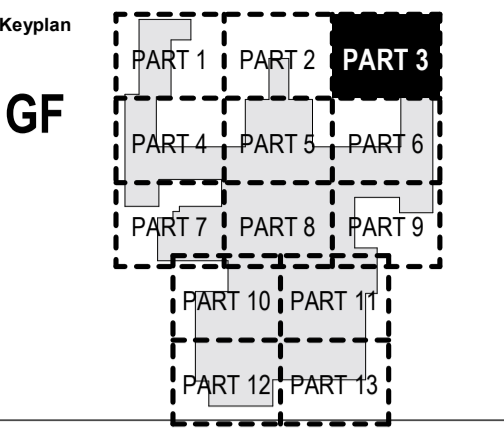 Keyplan
GF
PART 1 PART 2 PART 3
PART 4 PART 5 PART 6
PART 7 PART 8 PART 9
PART 10 PART 11
PART 12 PART 13